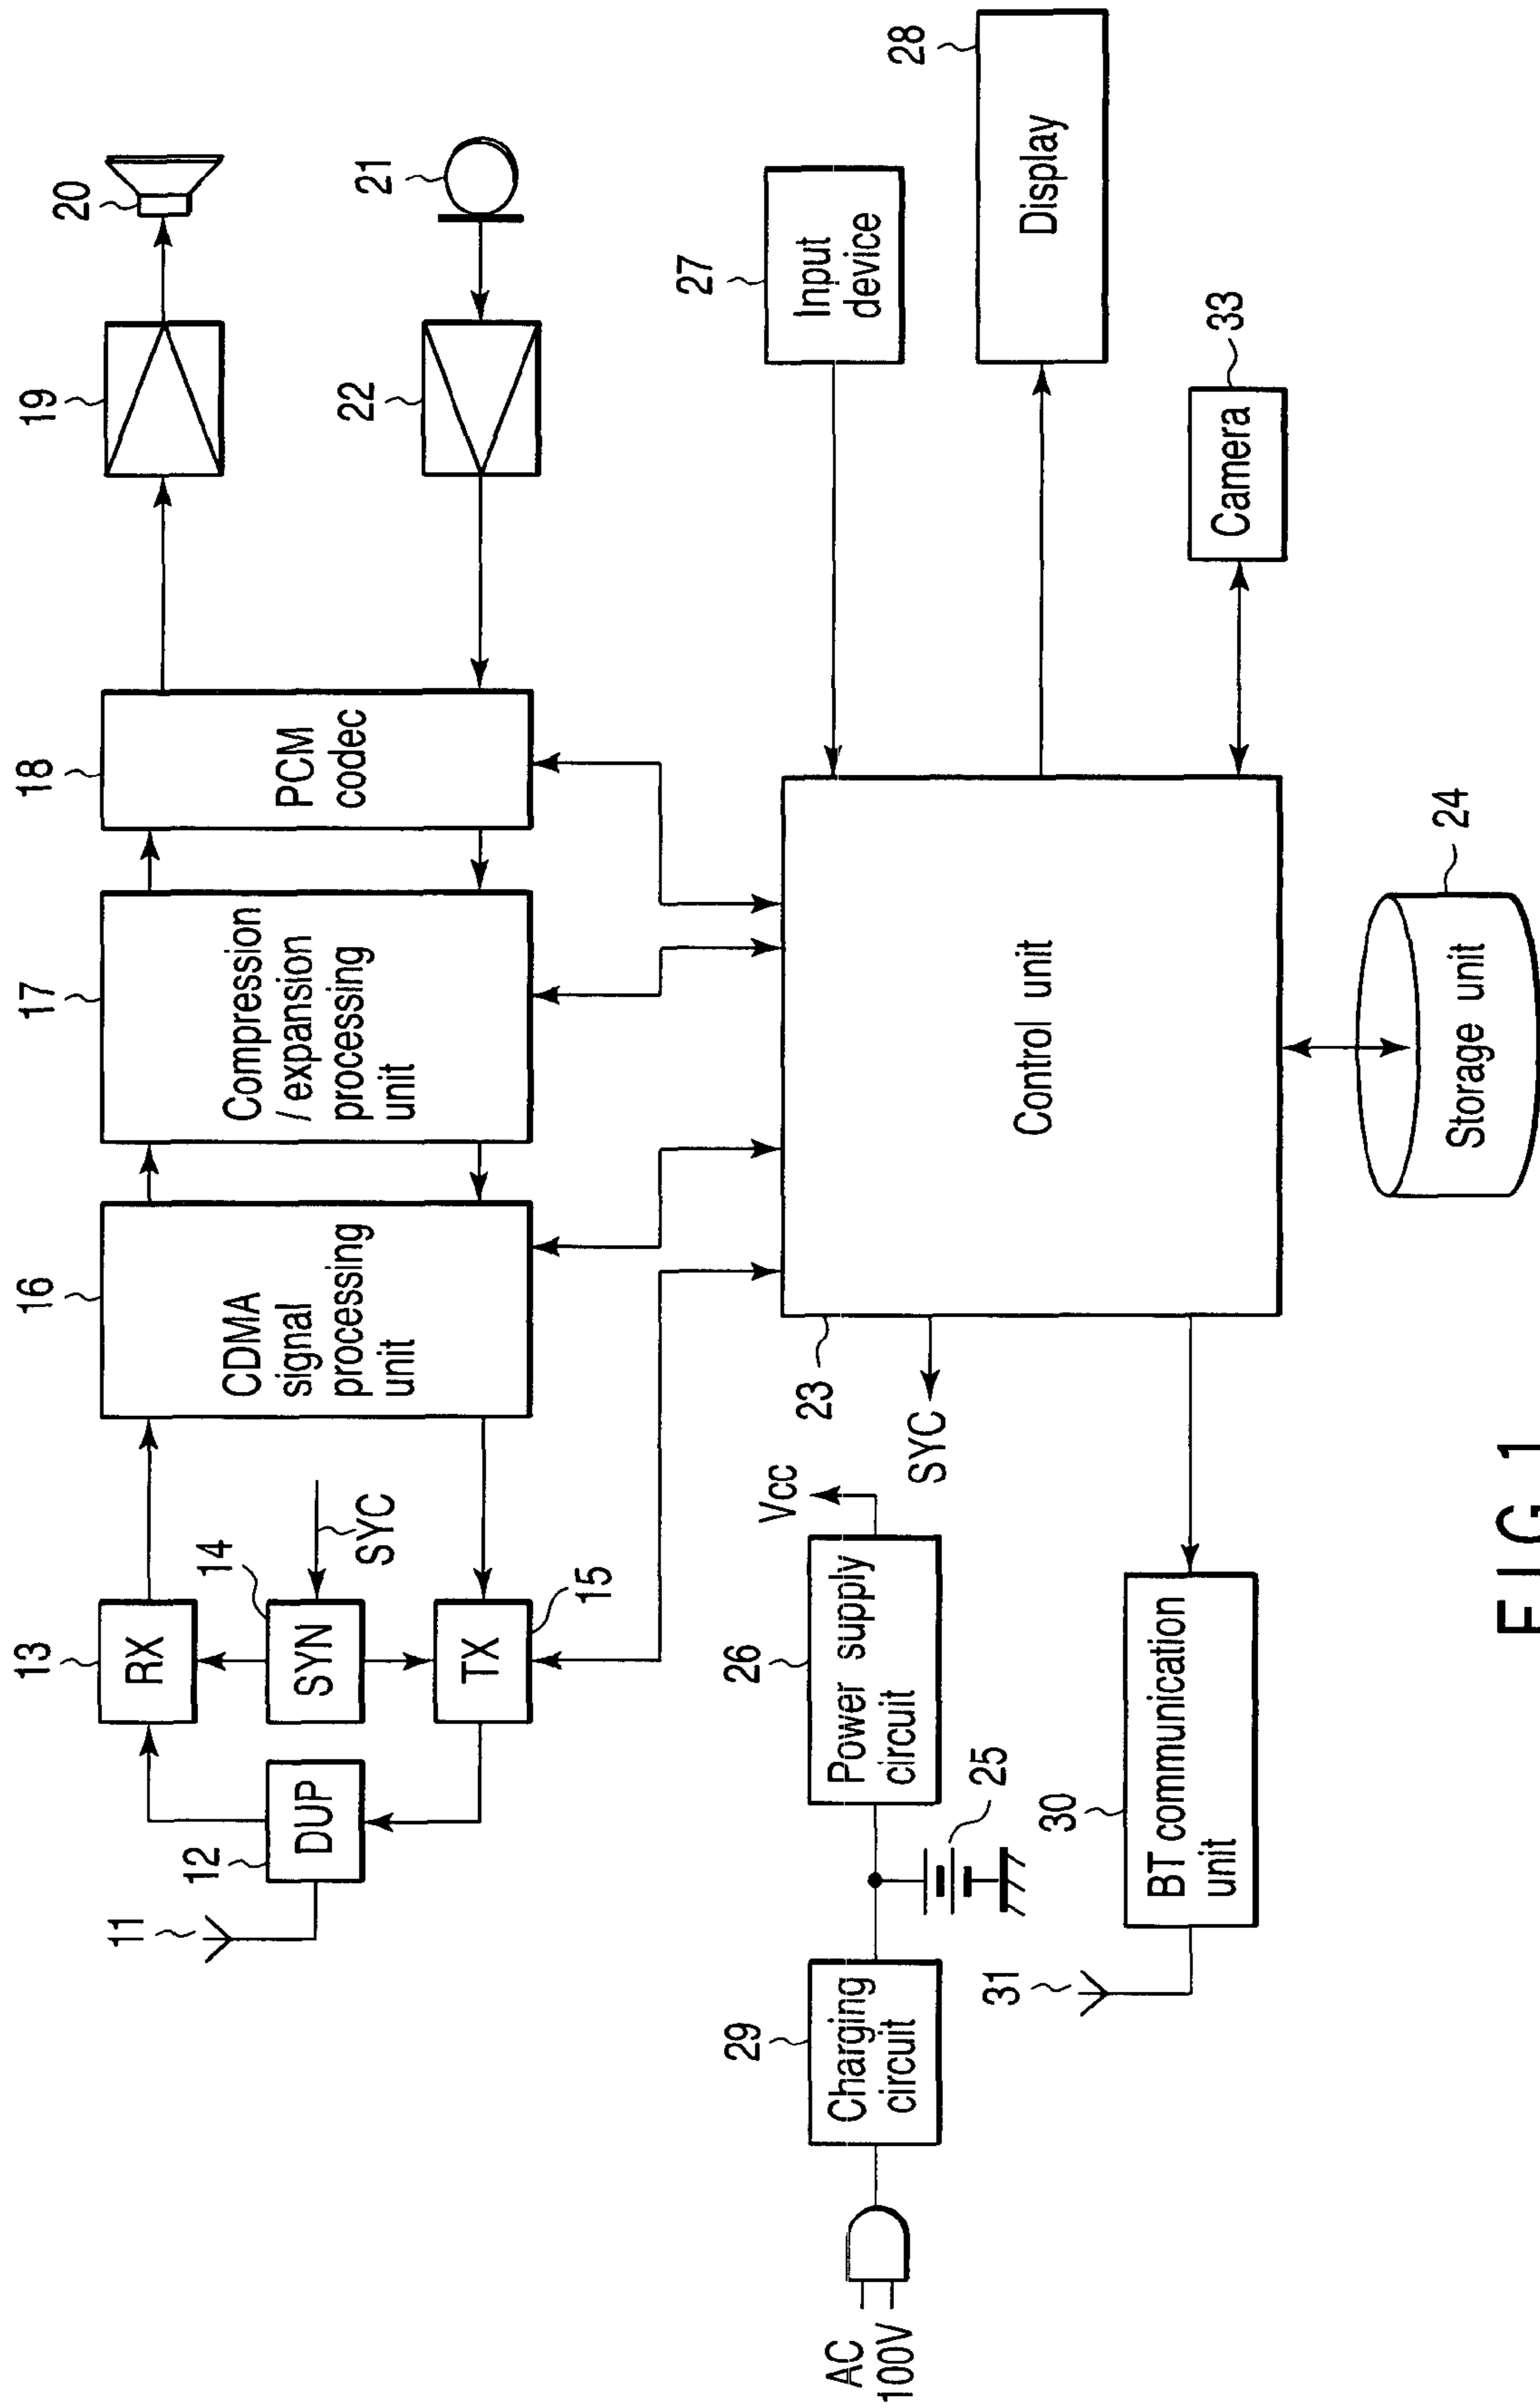 11
12
DUP
13
RX
14
SYN
SYC
15
TX
16
CDMA
signal
processing
unit
17
Compression
/ expansion
processing
unit
18
PCM
codec
19
20
21
22
AC
100V
29
Charging
circuit
25
26
Power supply
circuit
Vcc
SYC
23
Control unit
27
Input
device
28
Display
33
Camera
24
Storage unit
31
30
BT communication
unit
FIG. 1